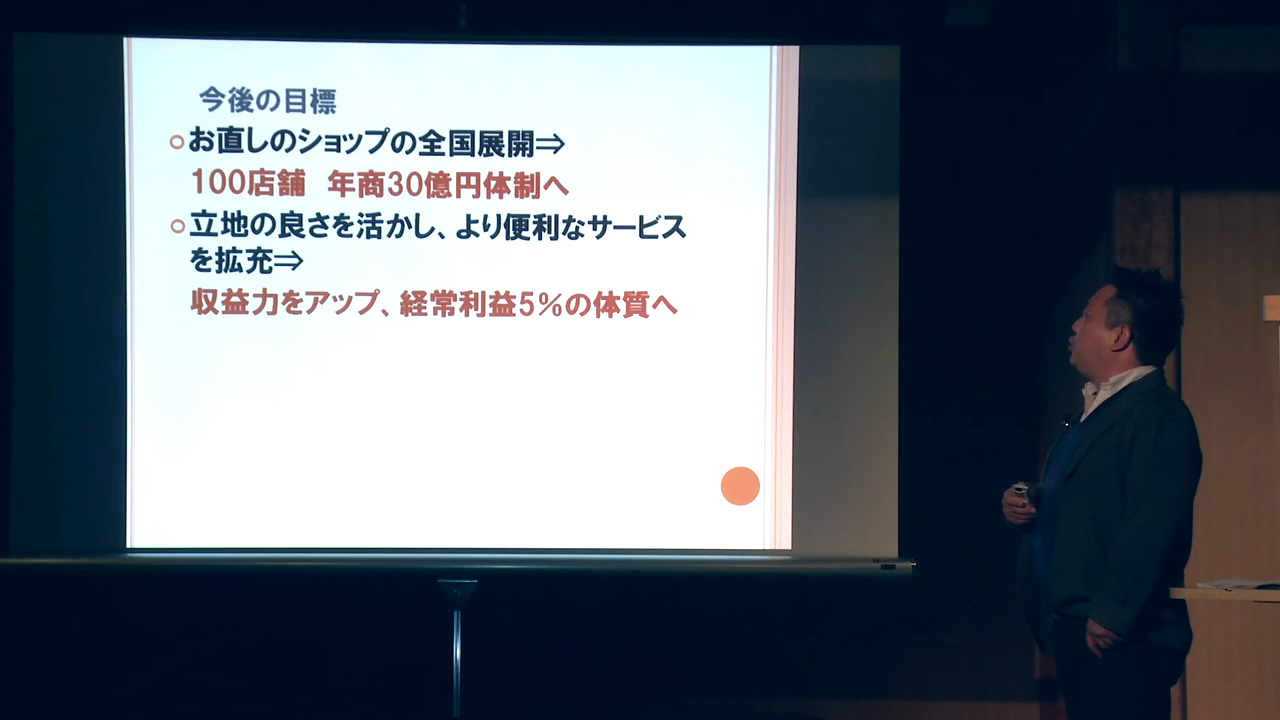 今後の目標
お直しのショップの全国展開⇒
100店舗　年商30億円体制へ
立地の良さを活かし、より便利なサービス
を拡充⇒
収益力をアップ、経常利益5%の体質へ